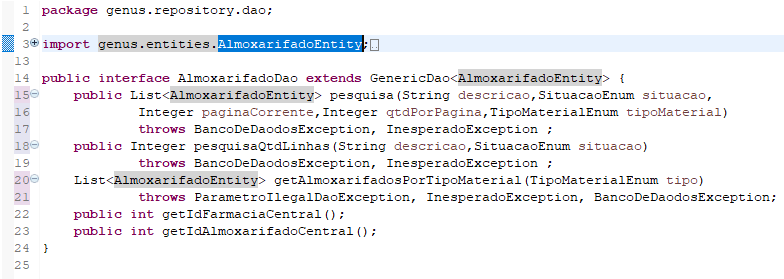 1 package genus.repository.dao;
2
3 import genus.entities.AlmoxarifadoEntity;
13
14 public interface AlmoxarifadoDao extends GenericDao<AlmoxarifadoEntity> {
15 public List<AlmoxarifadoEntity> pesquisa(String descricao,SituacaoEnum situacao,
16 Integer paginaCorrente,Integer qtdPorPagina,TipoMaterialEnum tipoMaterial)
17 throws BancoDeDaodosException, InesperadoException ;
18 public Integer pesquisaQtdLinhas(String descricao,SituacaoEnum situacao)
19 throws BancoDeDaodosException, InesperadoException ;
20 List<AlmoxarifadoEntity> getAlmoxarifadosPorTipoMaterial(TipoMaterialEnum tipo)
21 throws ParametroIlegalDaoException, InesperadoException, BancoDeDaodosException;
22 public int getIdFarmaciaCentral();
23 public int getIdAlmoxarifadoCentral();
24 }
25